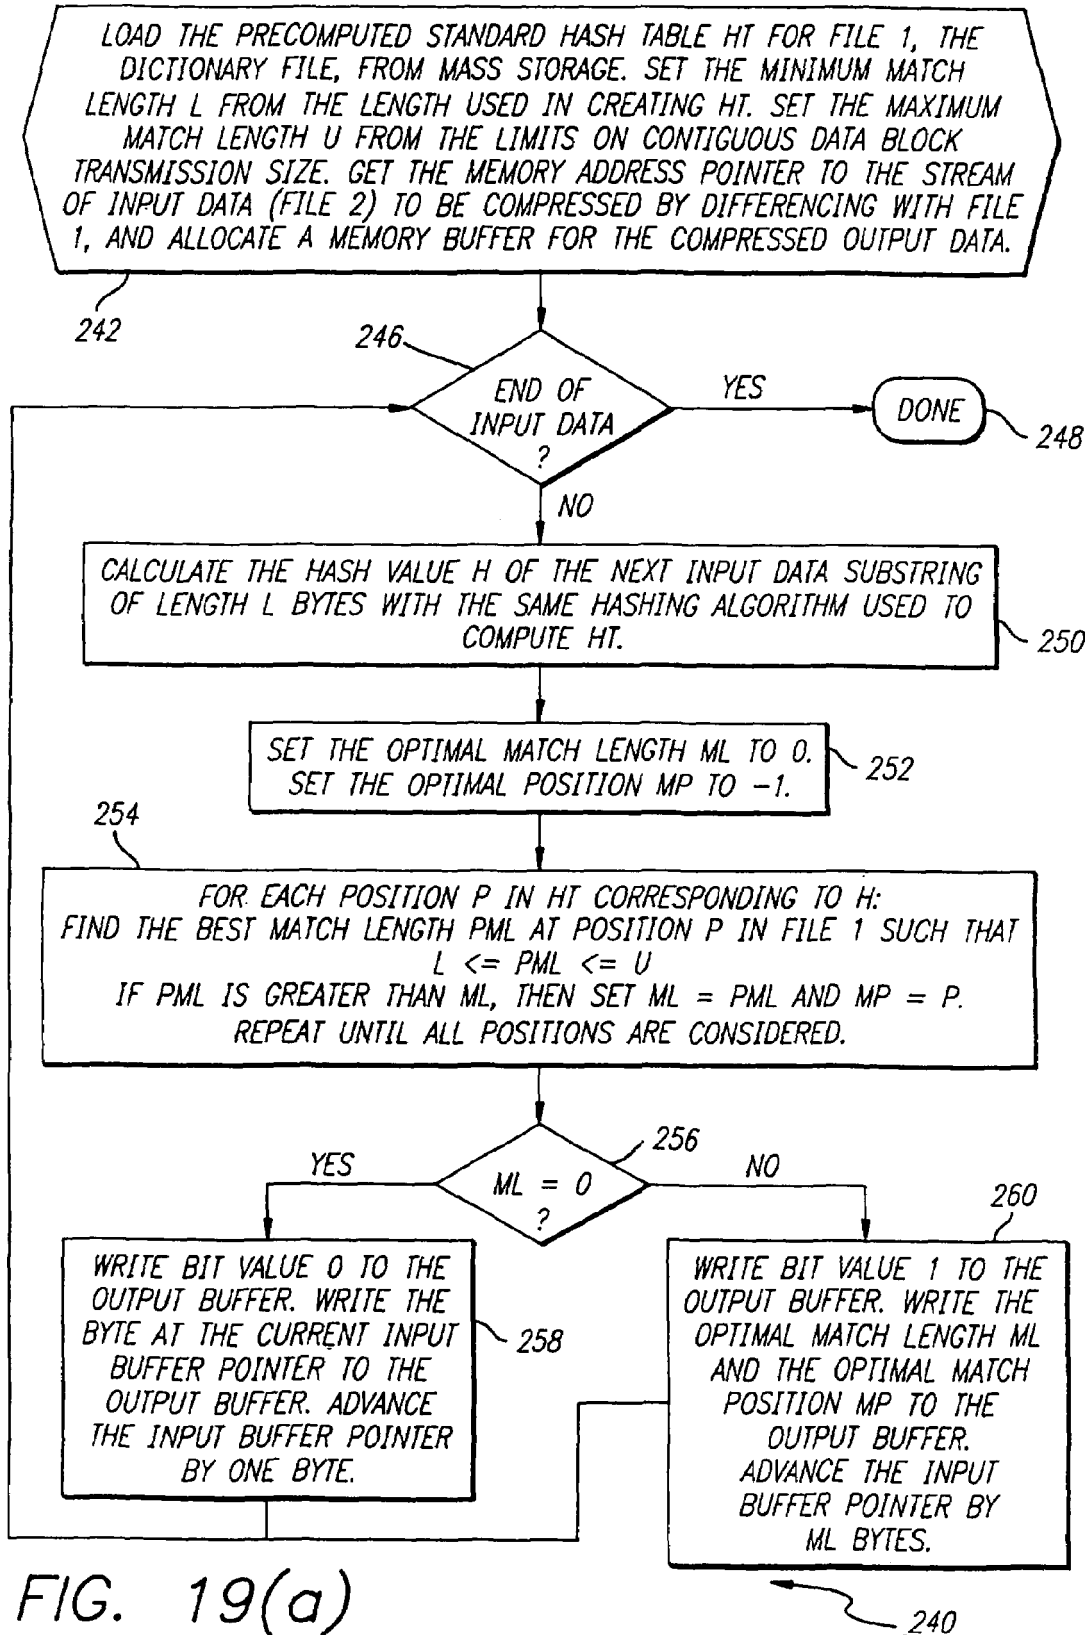 LOAD THE PRECOMPUTED STANDARD HASH TABLE HT FOR FILE 1, THE
DICTIONARY FILE, FROM MASS STORAGE. SET THE MINIMUM MATCH
LENGTH L FROM THE LENGTH USED IN CREATING HT. SET THE MAXIMUM
MATCH LENGTH U FROM THE LIMITS ON CONTIGUOUS DATA BLOCK
TRANSMISSION SIZE. GET THE MEMORY ADDRESS POINTER TO THE STREAM
OF INPUT DATA (FILE 2) TO BE COMPRESSED BY DIFFERENCING WITH FILE
1, AND ALLOCATE A MEMORY BUFFER FOR THE COMPRESSED OUTPUT DATA.
242
246
END OF
INPUT DATA
?
YES
DONE
248
NO
CALCULATE THE HASH VALUE H OF THE NEXT INPUT DATA SUBSTRING
OF LENGTH L BYTES WITH THE SAME HASHING ALGORITHM USED TO
COMPUTE HT.
250
SET THE OPTIMAL MATCH LENGTH ML TO 0.
SET THE OPTIMAL POSITION MP TO -1.
252
254
FOR EACH POSITION P IN HT CORRESPONDING TO H:
FIND THE BEST MATCH LENGTH PML AT POSITION P IN FILE 1 SUCH THAT
L <= PML <= U
IF PML IS GREATER THAN ML, THEN SET ML = PML AND MP = P.
REPEAT UNTIL ALL POSITIONS ARE CONSIDERED.
256
YES
ML = 0
?
NO
WRITE BIT VALUE 0 TO THE
OUTPUT BUFFER. WRITE THE
BYTE AT THE CURRENT INPUT
BUFFER POINTER TO THE
OUTPUT BUFFER. ADVANCE
THE INPUT BUFFER POINTER
BY ONE BYTE.
258
260
WRITE BIT VALUE 1 TO THE
OUTPUT BUFFER. WRITE THE
OPTIMAL MATCH LENGTH ML
AND THE OPTIMAL MATCH
POSITION MP TO THE
OUTPUT BUFFER.
ADVANCE THE INPUT
BUFFER POINTER BY
ML BYTES.
FIG. 19(a)
240